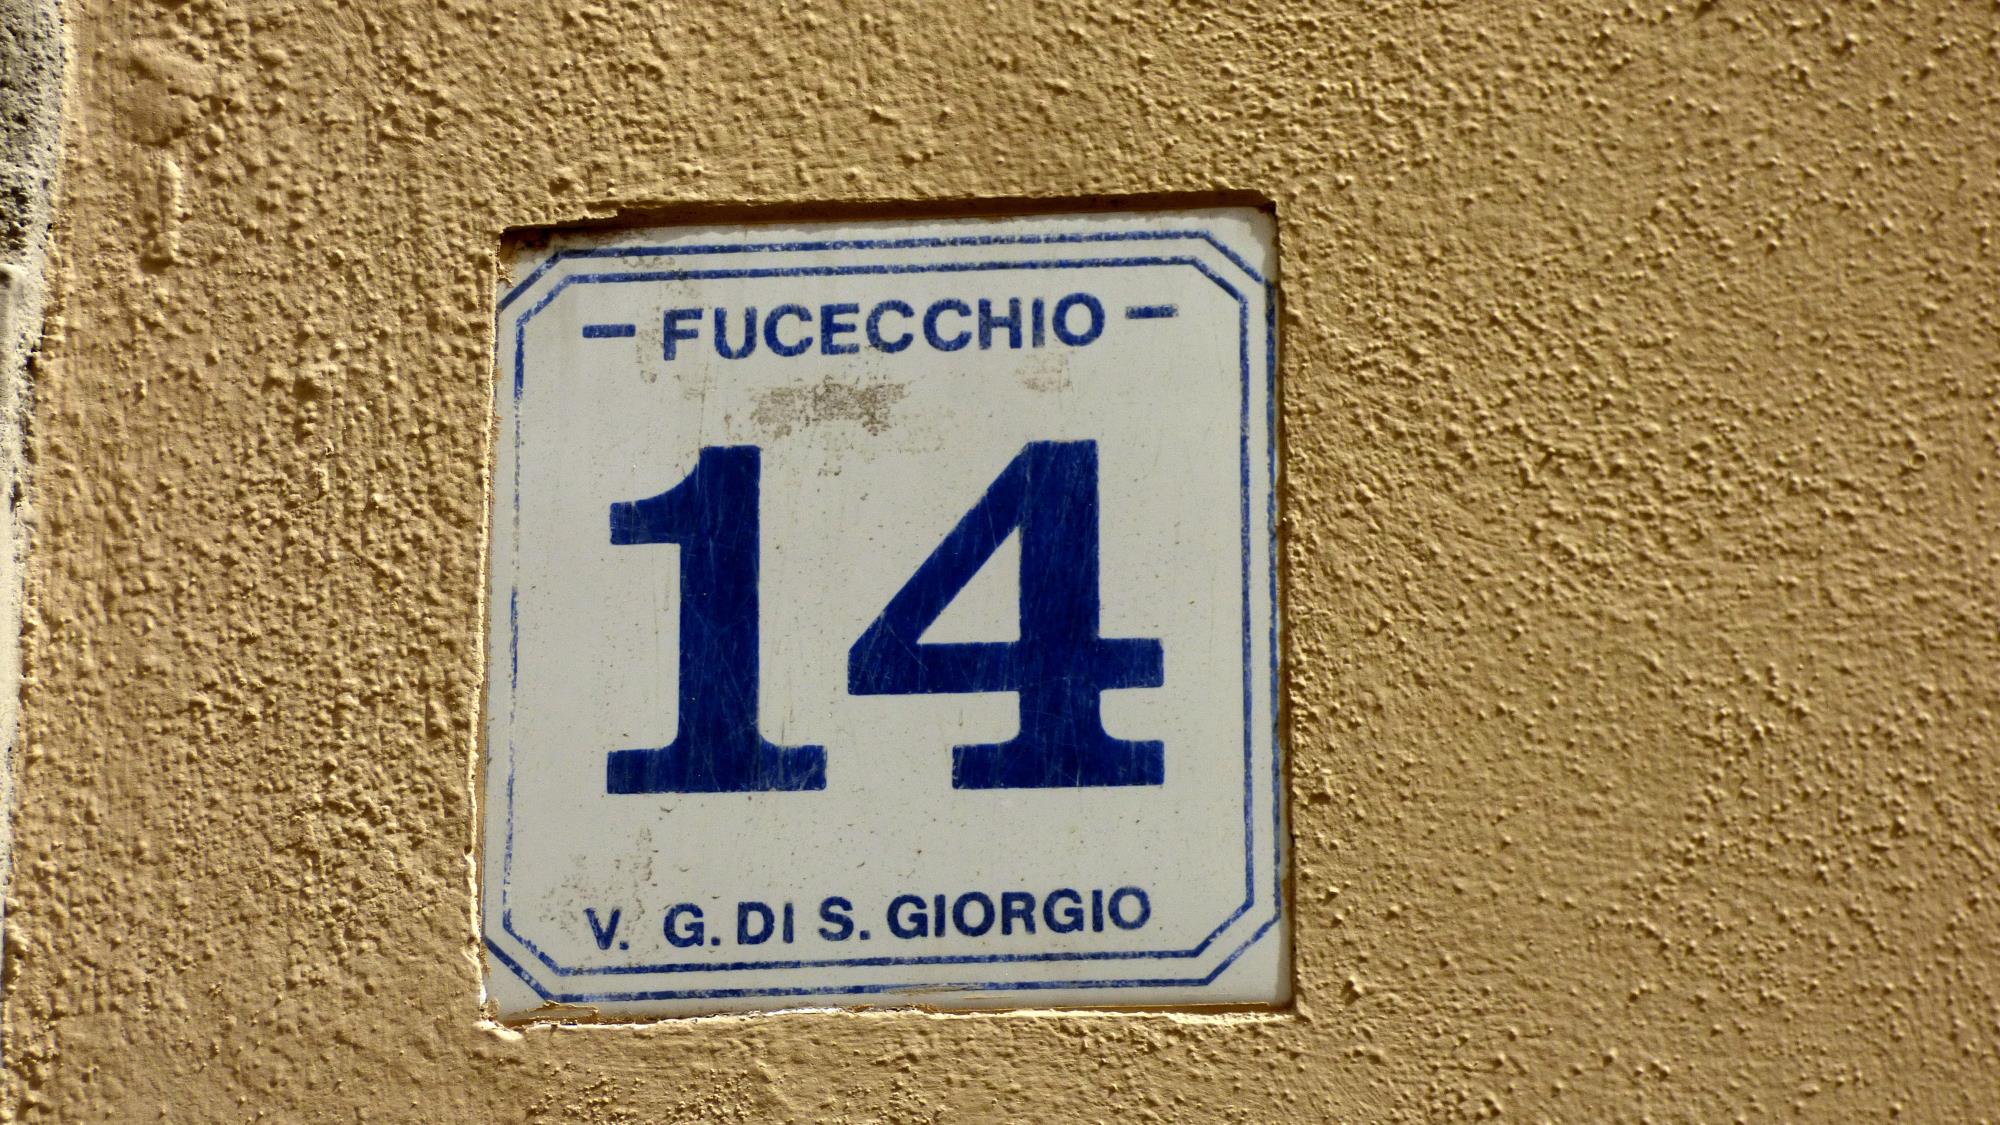 – FUCECCHIO –
14
V. G. DI S. GIORGIO